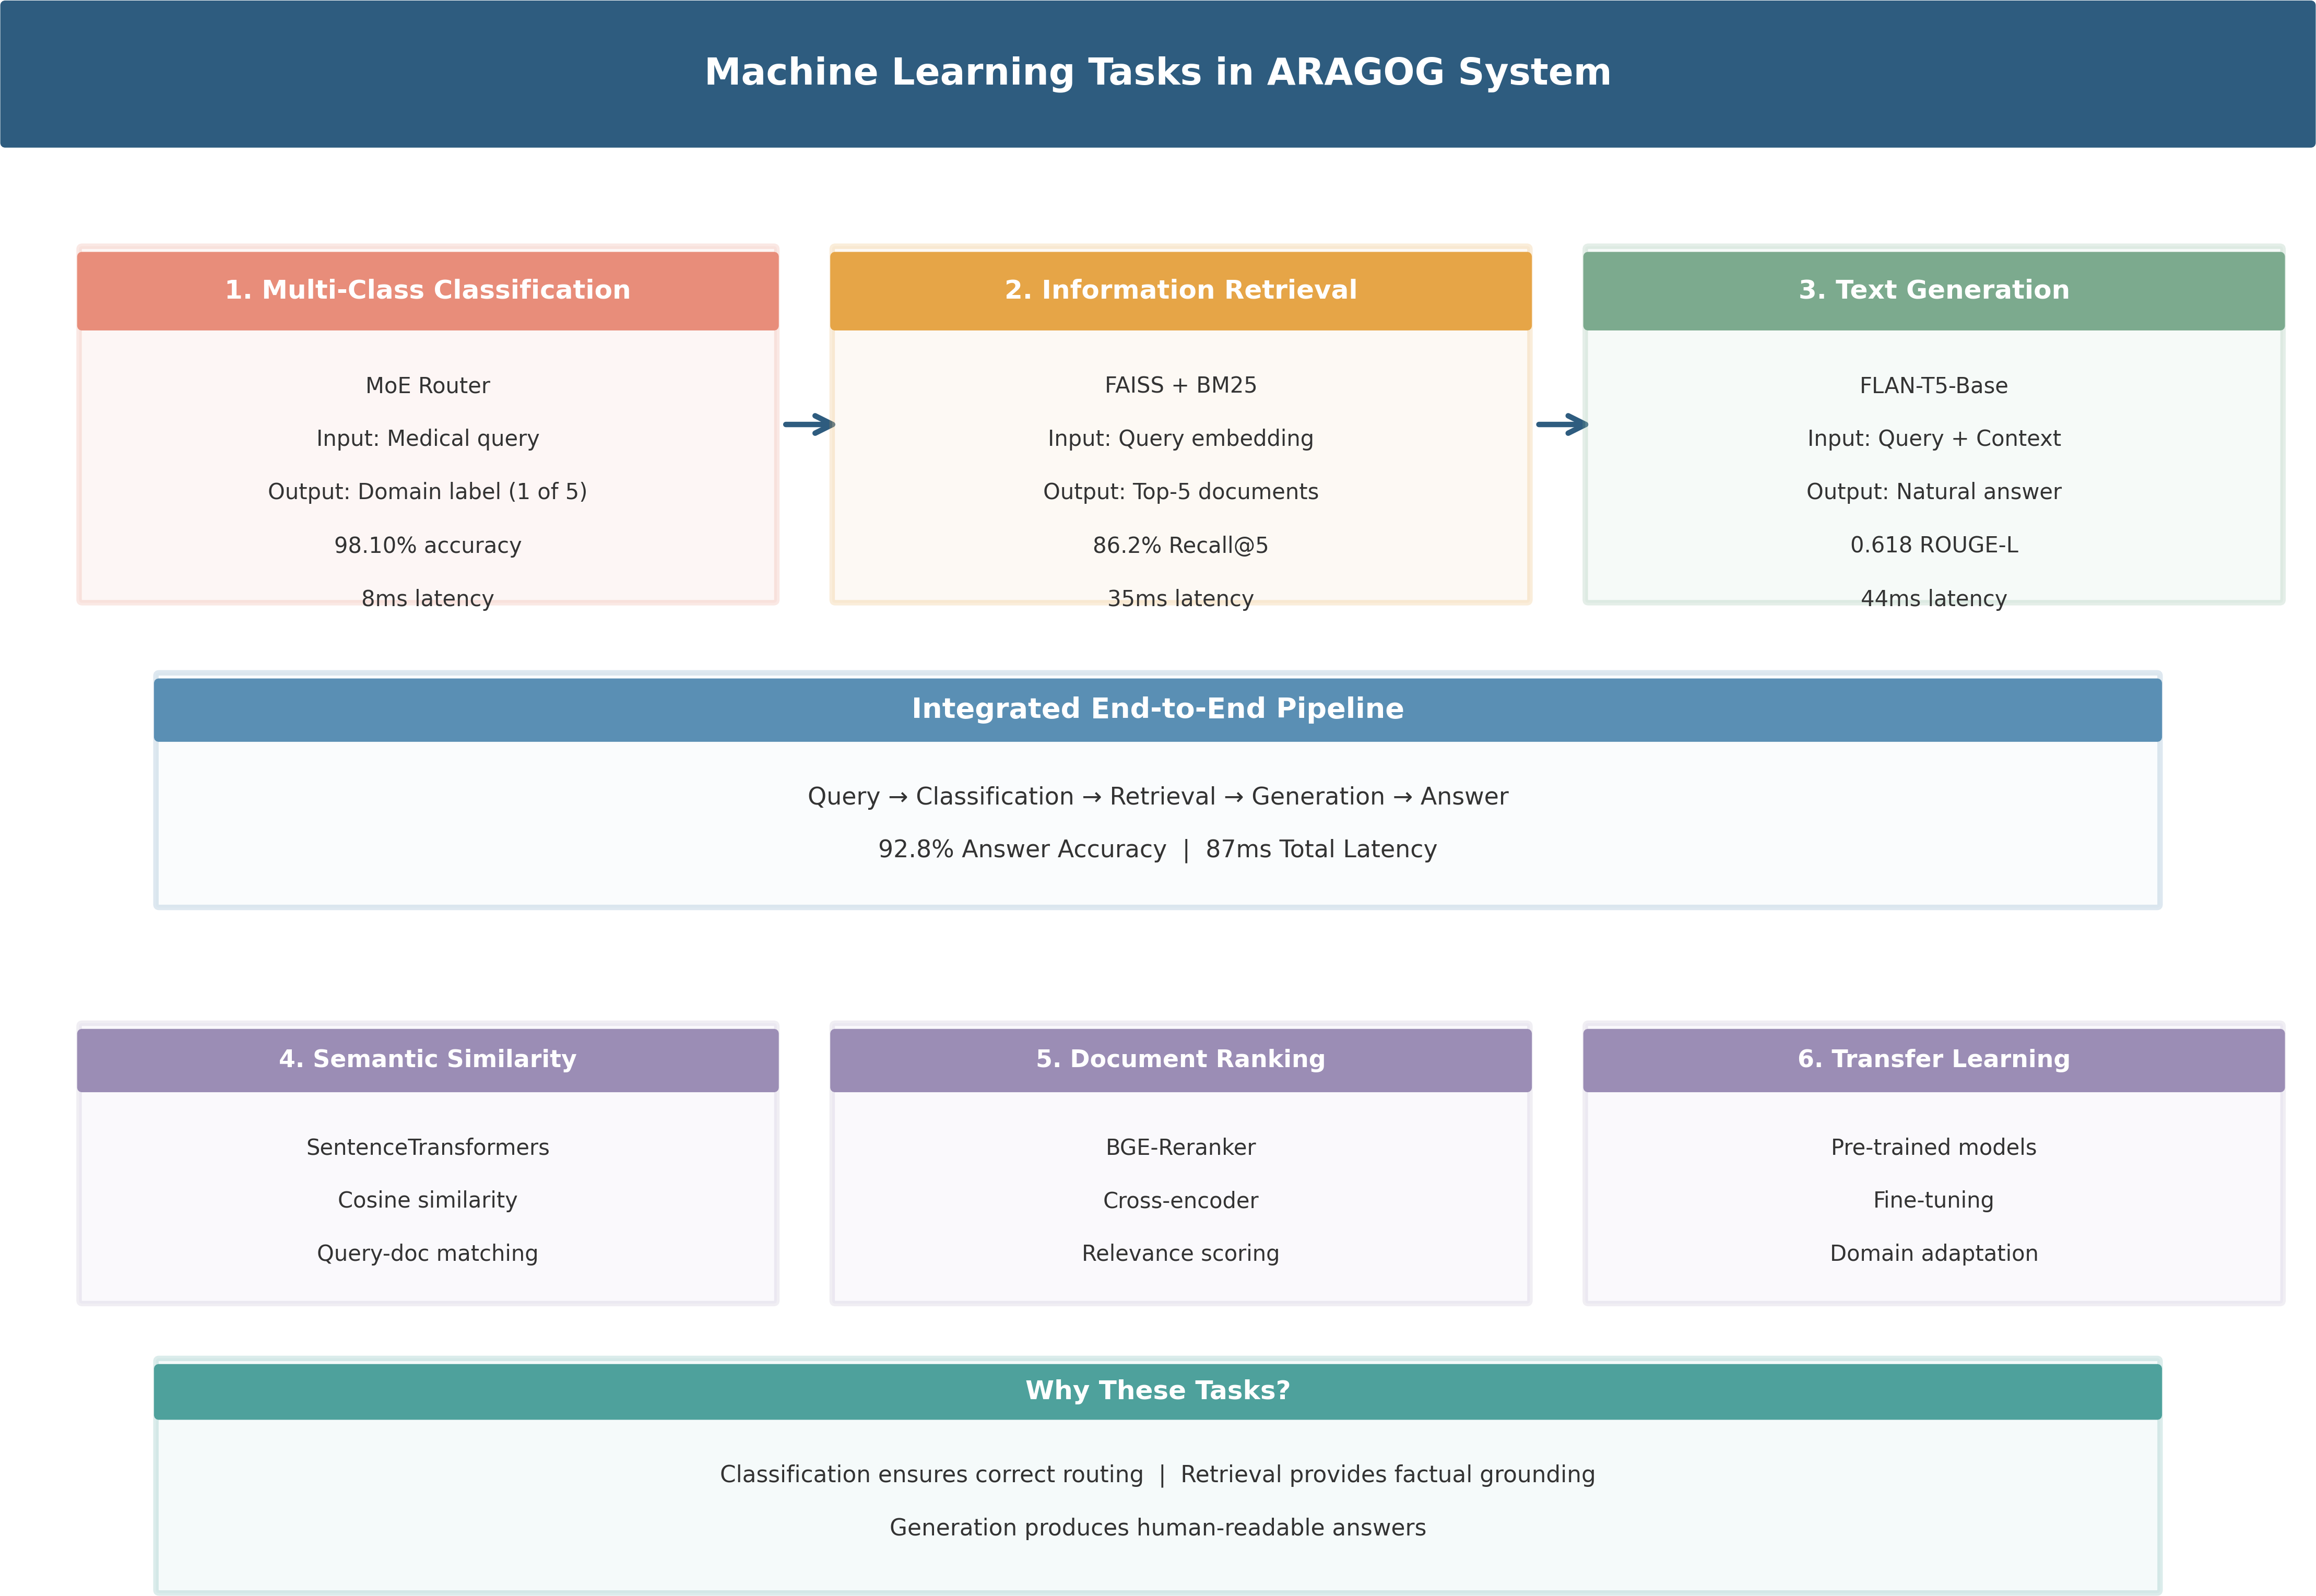 Machine Learning Tasks in ARAGOG System
1. Multi-Class Classification
MoE Router
Input: Medical query
Output: Domain label (1 of 5)
98.10% accuracy
8ms latency
2. Information Retrieval
FAISS + BM25
Input: Query embedding
Output: Top-5 documents
86.2% Recall@5
35ms latency
3. Text Generation
FLAN-T5-Base
Input: Query + Context
Output: Natural answer
0.618 ROUGE-L
44ms latency
Integrated End-to-End Pipeline
Query → Classification → Retrieval → Generation → Answer
92.8% Answer Accuracy | 87ms Total Latency
4. Semantic Similarity
SentenceTransformers
Cosine similarity
Query-doc matching
5. Document Ranking
BGE-Reranker
Cross-encoder
Relevance scoring
6. Transfer Learning
Pre-trained models
Fine-tuning
Domain adaptation
Why These Tasks?
Classification ensures correct routing | Retrieval provides factual grounding
Generation produces human-readable answers